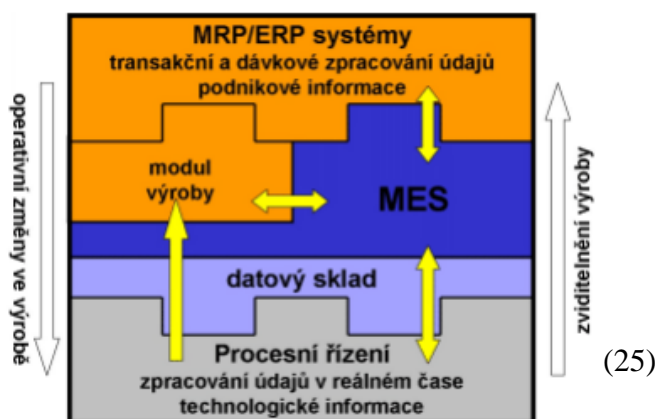 MRP/ERP systémy
transakční a dávkové zpracování údajů
podnikové informace
operativní změny ve výrobě
modul
výroby
MES
zviditelnění výroby
datový sklad
Procesní řízení
zpracování údajů v reálném čase
technologické informace
(25)